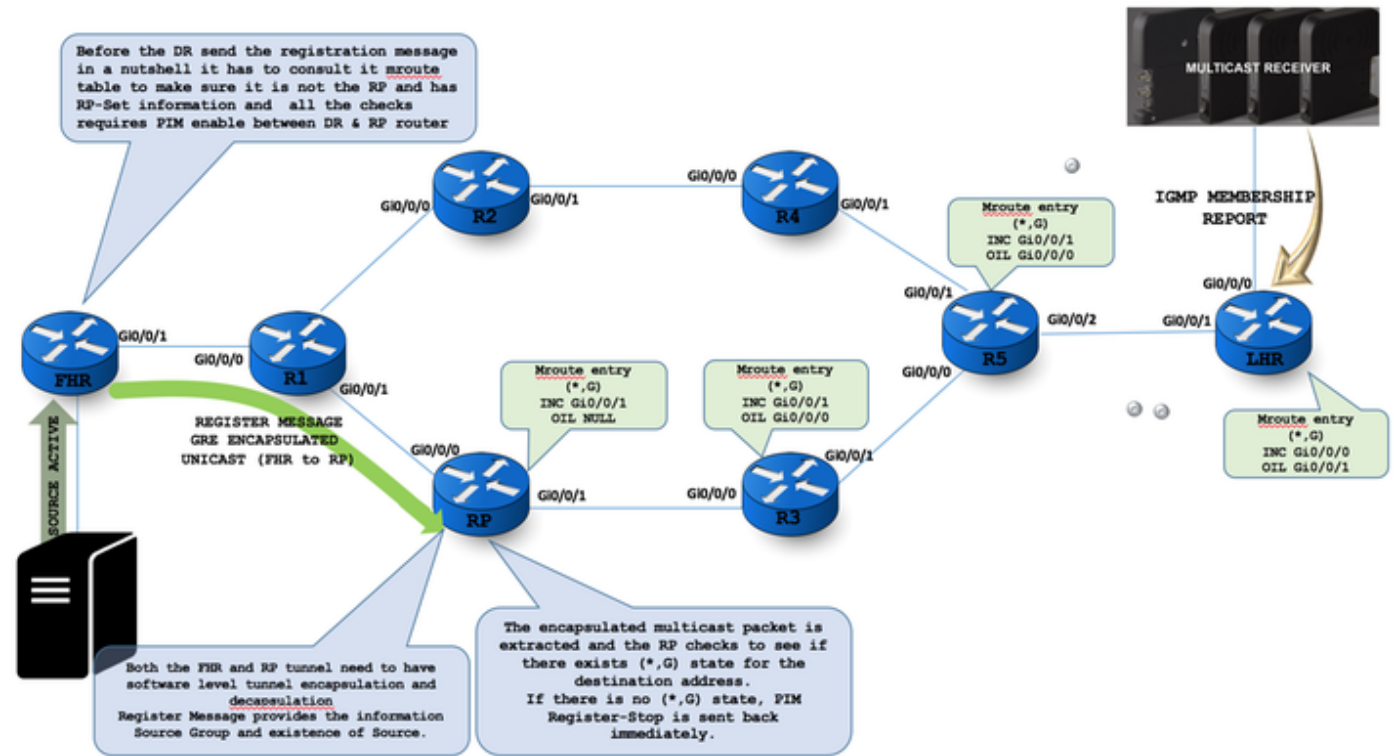 Before the DR send the registration message
in a nutshell it has to consult it mroute
table to make sure it is not the RP and has
RP-Set information and all the checks
requires PIM enable between DR & RP router
MULTICAST RECEIVER
IGMP MEMBERSHIP
REPORT
Gi0/0/0
R2
Gi0/0/1
Gi0/0/0
R4
Gi0/0/1
Mroute entry
(*,G)
INC Gi0/0/1
OIL Gi0/0/0
Gi0/0/0
Gi0/0/1
R5
Gi0/0/2
Gi0/0/0
Gi0/0/1
LHR
FHR
Gi0/0/1
Gi0/0/0
R1
Gi0/0/1
Mroute entry
(*,G)
INC Gi0/0/1
OIL NULL
Mroute entry
(*,G)
INC Gi0/0/1
OIL Gi0/0/0
Mroute entry
(*,G)
INC Gi0/0/0
OIL Gi0/0/1
REGISTER MESSAGE
GRE ENCAPSULATED
UNICAST (FHR to RP)
SOURCE ACTIVE
Gi0/0/0
RP
Gi0/0/1
Gi0/0/0
R3
Gi0/0/1
Both the FHR and RP tunnel need to have
software level tunnel encapsulation and
decapsulation
Register Message provides the information
Source Group and existence of Source.
The encapsulated multicast packet is
extracted and the RP checks to see if
there exists (*,G) state for the
destination address.
If there is no (*,G) state, PIM
Register-Stop is sent back
immediately.